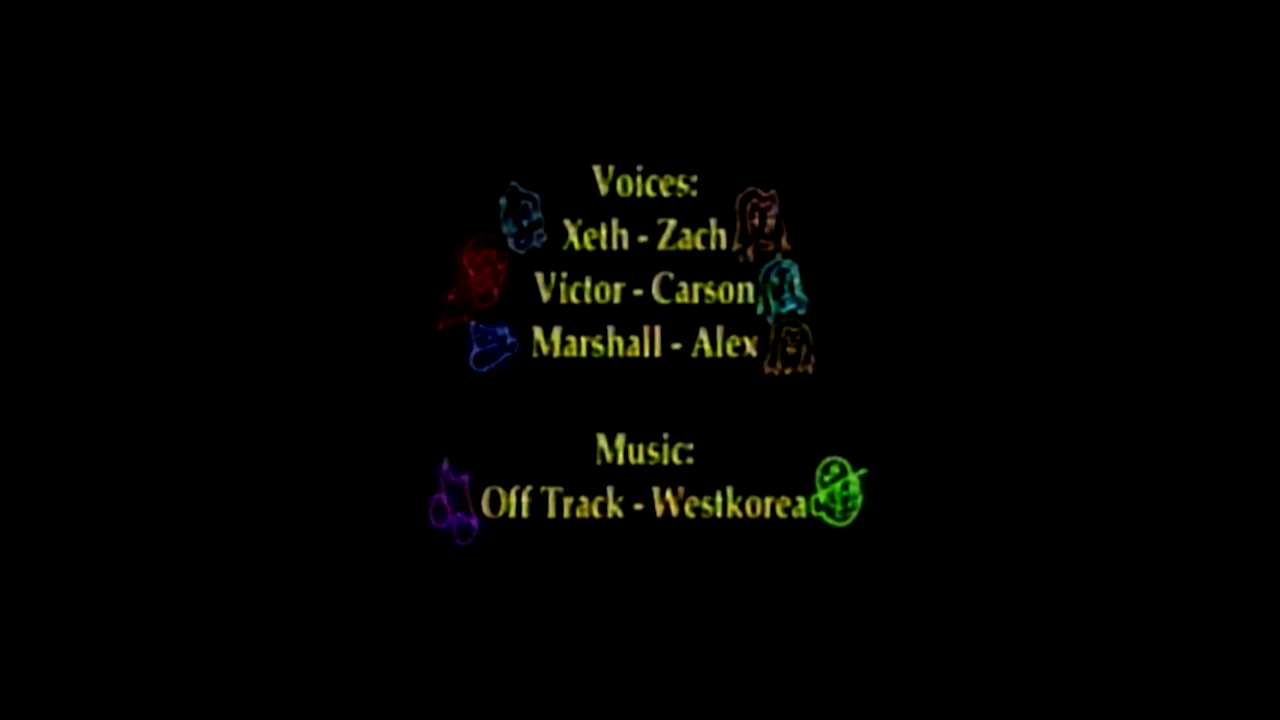 Voices:
Xeth - Zach
Victor - Carson
Marshall - Alex
Music:
Off Track - Westkorea